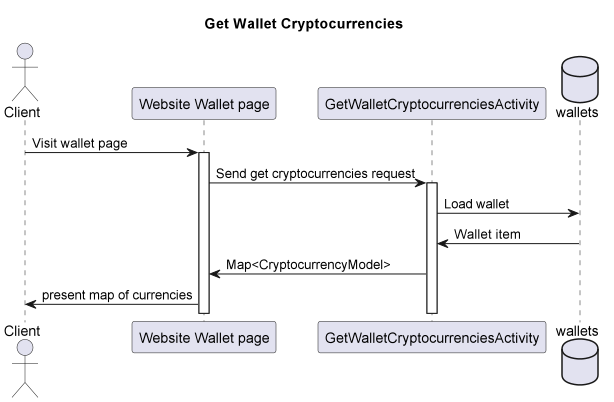 Get Wallet Cryptocurrencies
Client
Website Wallet page
GetWalletCryptocurrenciesActivity
wallets
Visit wallet page
Send get cryptocurrencies request
Load wallet
Wallet item
Map<CryptocurrencyModel>
present map of currencies
Client
Website Wallet page
GetWalletCryptocurrenciesActivity
wallets